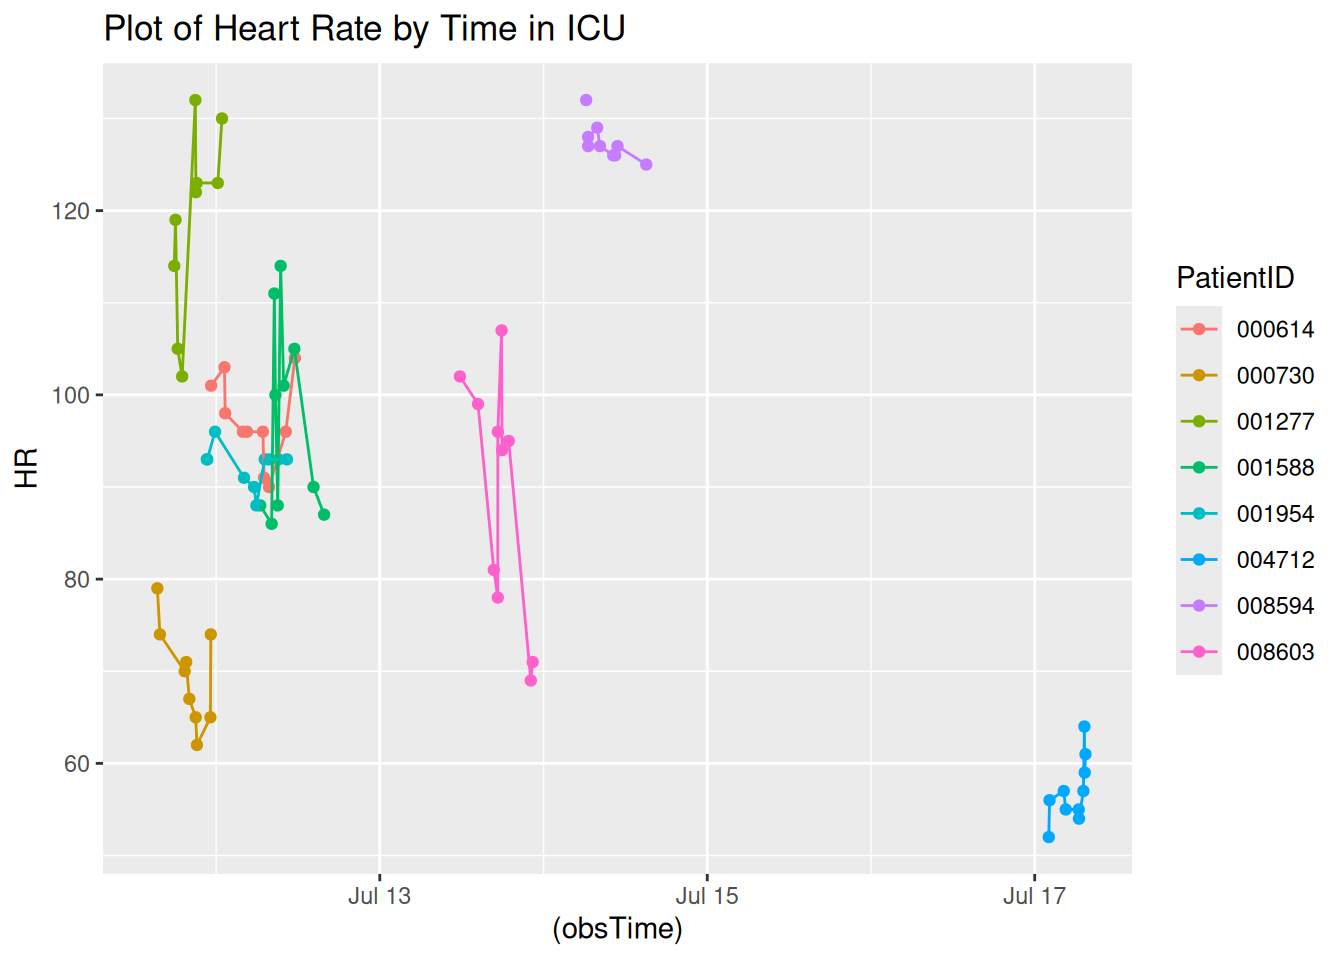 Plot of Heart Rate by Time in ICU
HR
120
100
80
60
Jul 13
Jul 15
Jul 17
(obsTime)
PatientID
000614
000730
001277
001588
001954
004712
008594
008603